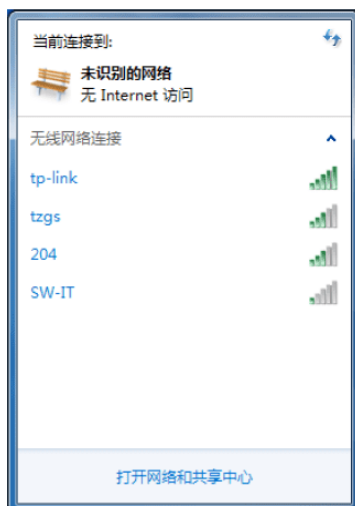 当前连接到:
未识别的网络
无 Internet 访问
无线网络连接
tp-link
tzgs
204
SW-IT
打开网络和共享中心